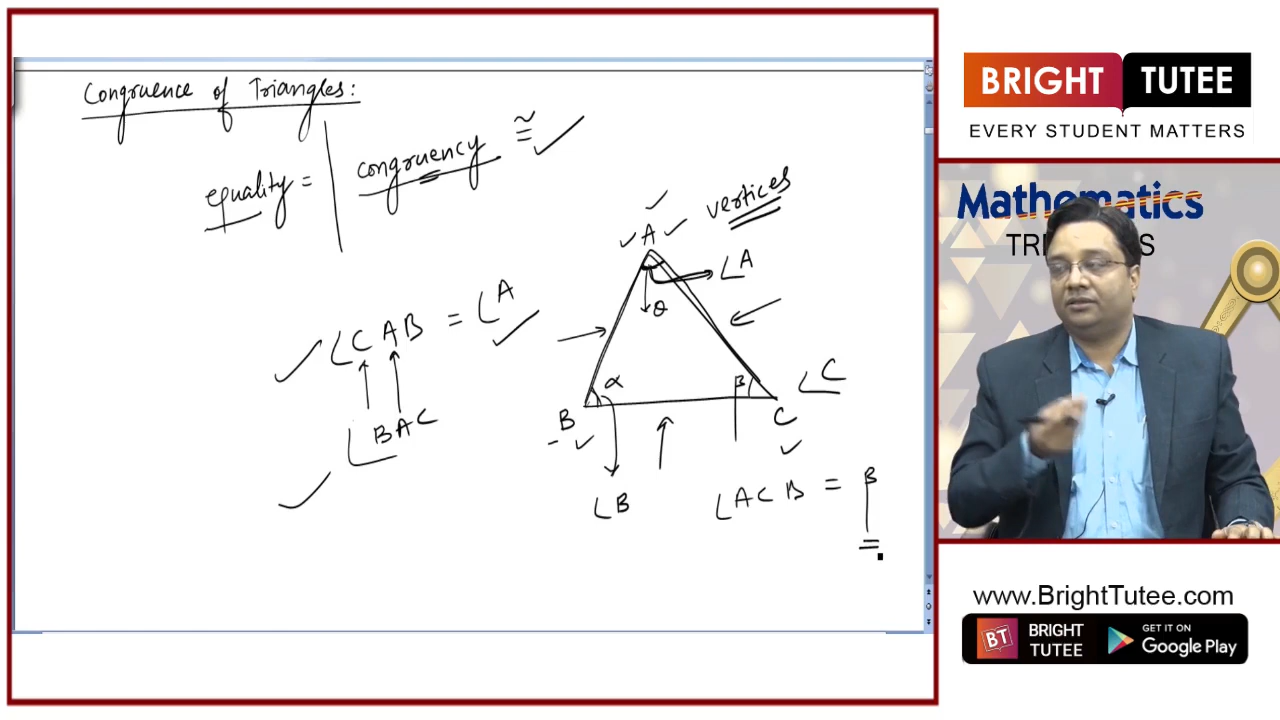 Congruence of Triangles:
equality =
congruency ≅
vertices
A
∠A
θ
∠CAB = ∠A
∠BAC
α
β
∠C
B
C
∠B
∠ACB = β
=
BRIGHT TUTEE
EVERY STUDENT MATTERS
Mathematics
www.BrightTutee.com
BT
BRIGHT
TUTEE
GET IT ON
Google Play